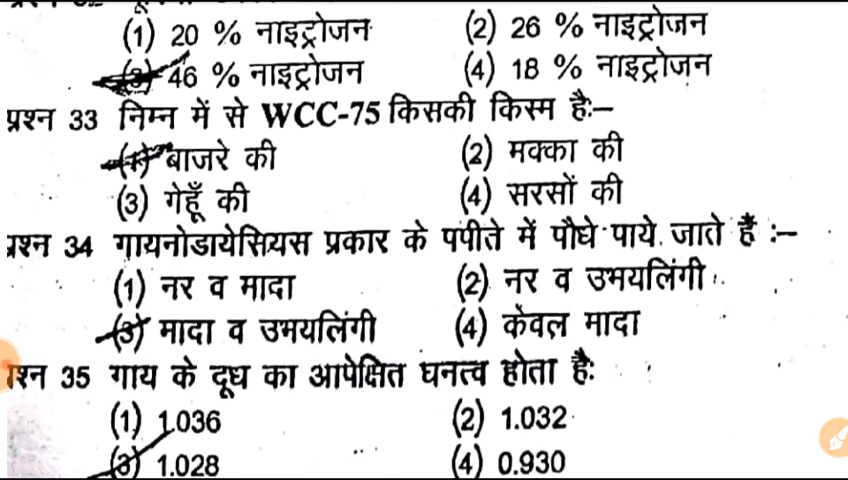 (1) 20 % नाइट्रोजन (2) 26 % नाइट्रोजन
(3) 46 % नाइट्रोजन (4) 18 % नाइट्रोजन
प्रश्न 33 निम्न में से WCC-75 किसकी किस्म है:–
(1) बाजरे की (2) मक्का की
(3) गेहूँ की (4) सरसों की
प्रश्न 34 गायनोडायेसियस प्रकार के पपीते में पौधे पाये जाते हैं :–
(1) नर व मादा (2) नर व उभयलिंगी
(3) मादा व उभयलिंगी (4) केवल मादा
प्रश्न 35 गाय के दूध का आपेक्षित घनत्व होता है:
(1) 1.036 (2) 1.032
(3) 1.028 (4) 0.930